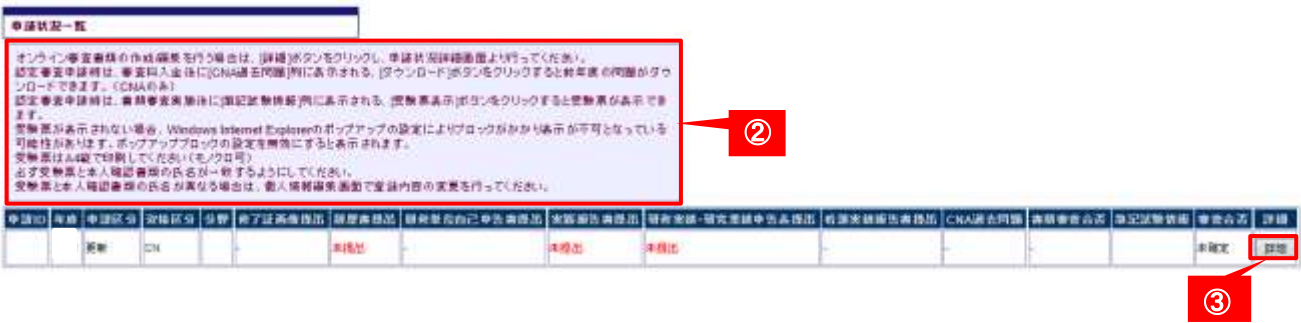 申請状況一覧
オンライン審査書類の作成/編集を行う場合は、[詳細]ボタンをクリックし、申請状況詳細画面より行ってください。
認定審査申請時は、審査料入金後に[CNA過去問題]列に表示される、[ダウンロード]ボタンをクリックすると前年度の問題がダウ
ンロードできます。(CNAのみ)
認定審査申請時は、書類審査実施後に[筆記試験情報]列に表示される、[受験票表示]ボタンをクリックすると受験票が表示でき
ます。
受験票が表示されない場合、Windows Internet Explorerのポップアップの設定によりブロックがかかり表示が不可となっている
可能性があります。ポップアップブロックの設定を無効にすると表示されます。
受験票はA4縦で印刷してください(モノクロ可)
必ず受験票と本人確認書類の氏名が一致するようにしてください。
受験票と本人確認書類の氏名が異なる場合は、個人情報編集画面で登録内容の変更を行ってください。
②
申請ID 年度 申請区分 資格区分 分野 修了証画像提出 履歴書提出 研修単位自己申告書提出 実践報告書提出 研修実績・研究業績申告書提出 看護実績報告書提出 CNA過去問題 書類審査合否 筆記試験情報 審査合否 詳細
更新 CN - 未提出 - 未提出 未提出 - - - 未確定 詳細
③